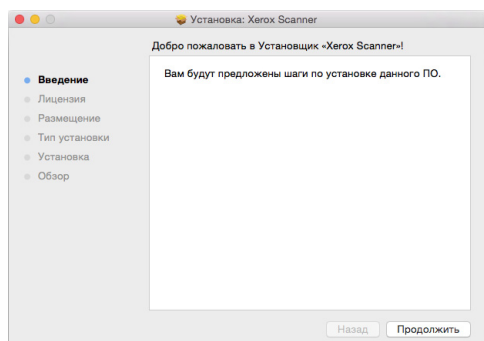 Установка: Xerox Scanner
Добро пожаловать в Установщик «Xerox Scanner»!
Введение
Лицензия
Размещение
Тип установки
Установка
Обзор
Вам будут предложены шаги по установке данного ПО.
Назад
Продолжить